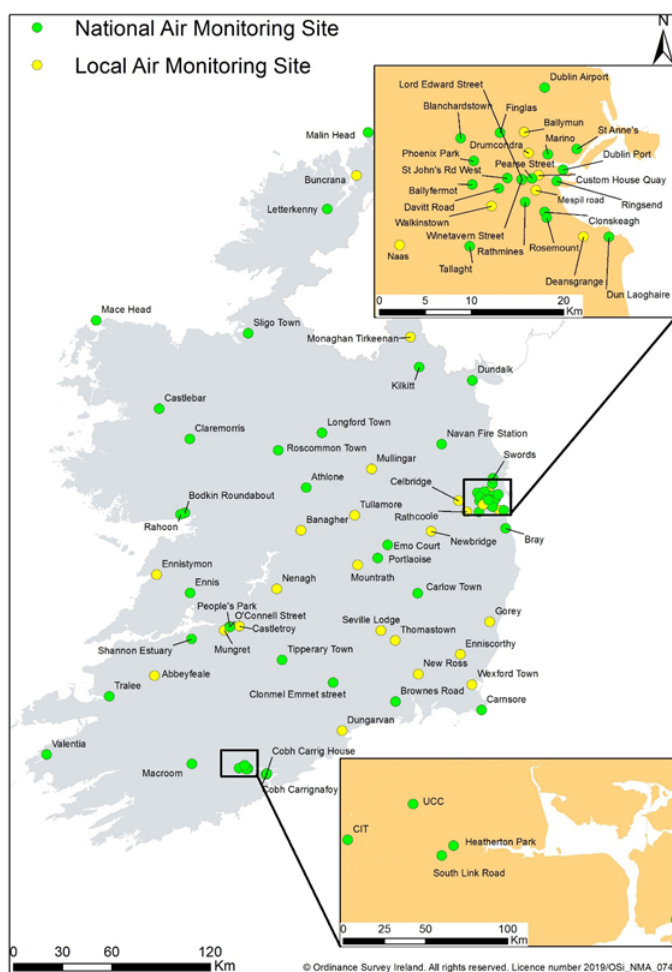 National Air Monitoring Site
Local Air Monitoring Site
N
Malin Head
Buncrana
Letterkenny
Mace Head
Sligo Town
Monaghan Tirkeenan
Kilkitt
Dundalk
Castlebar
Claremorris
Longford Town
Roscommon Town
Navan Fire Station
Mullingar
Swords
Athlone
Celbridge
Bodkin Roundabout
Rahoon
Tullamore
Banagher
Rathcoole
Newbridge
Bray
Emo Court
Portlaoise
Ennistymon
Mountrath
Ennis
Nenagh
Carlow Town
People's Park
O'Connell Street
Castletroy
Mungret
Shannon Estuary
Seville Lodge
Thomastown
Gorey
Enniscorthy
Tipperary Town
Abbeyfeale
New Ross
Wexford Town
Tralee
Clonmel Emmet street
Brownes Road
Carnsore
Dungarvan
Valentia
Macroom
Cobh Carrig House
Cobh Carrignafoy
Dublin Airport
Lord Edward Street
Blanchardstown
Finglas
Ballymun
St Anne's
Drumcondra
Marino
Phoenix Park
Pearse Street
Dublin Port
St John's Rd West
Custom House Quay
Ballyfermot
Mespil road
Ringsend
Davitt Road
Clonskeagh
Walkinstown
Winetavern Street
Rathmines
Rosemount
Naas
Tallaght
Deansgrange
Dun Laoghaire
0 5 10 20
Km
UCC
CIT
Heatherton Park
South Link Road
0 50 100
Km
0 30 60 120
Km
© Ordinance Survey Ireland. All rights reserved. Licence number 2019/OSi_NMA_074